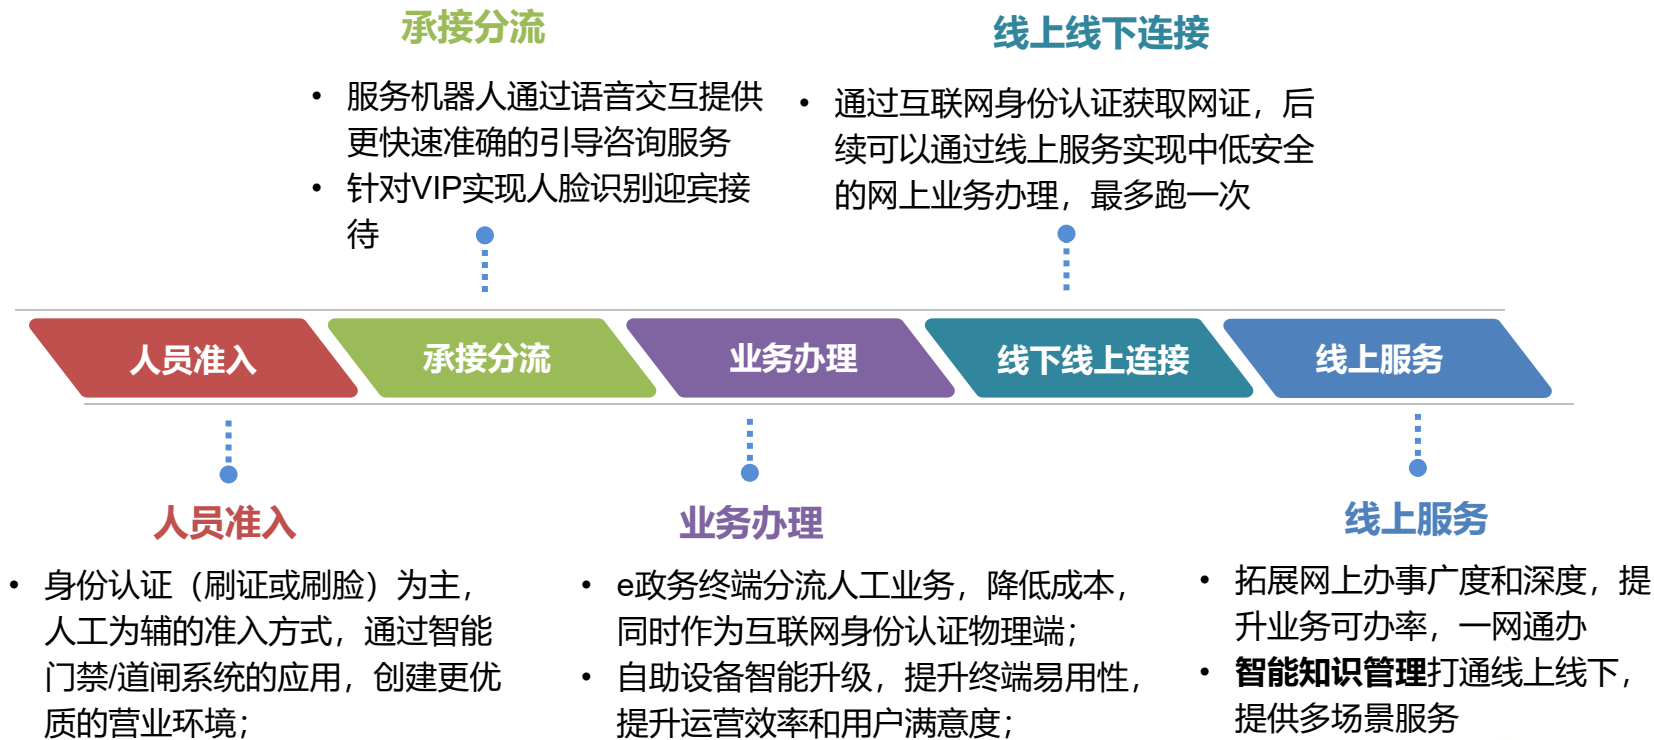 承接分流
• 服务机器人通过语音交互提供
更快速准确的引导咨询服务
• 针对VIP实现人脸识别迎宾接
待
线上线下连接
• 通过互联网身份认证获取网证，后
续可以通过线上服务实现中低安全
的网上业务办理，最多跑一次
人员准入
承接分流
业务办理
线下线上连接
线上服务
人员准入
• 身份认证（刷证或刷脸）为主，
人工为辅的准入方式，通过智能
门禁/道闸系统的应用，创建更优
质的营业环境；
业务办理
• e政务终端分流人工业务，降低成本，
同时作为互联网身份认证物理端；
• 自助设备智能升级，提升终端易用性，
提升运营效率和用户满意度；
线上服务
• 拓展网上办事广度和深度，提
升业务可办率，一网通办
• 智能知识管理打通线上线下，
提供多场景服务